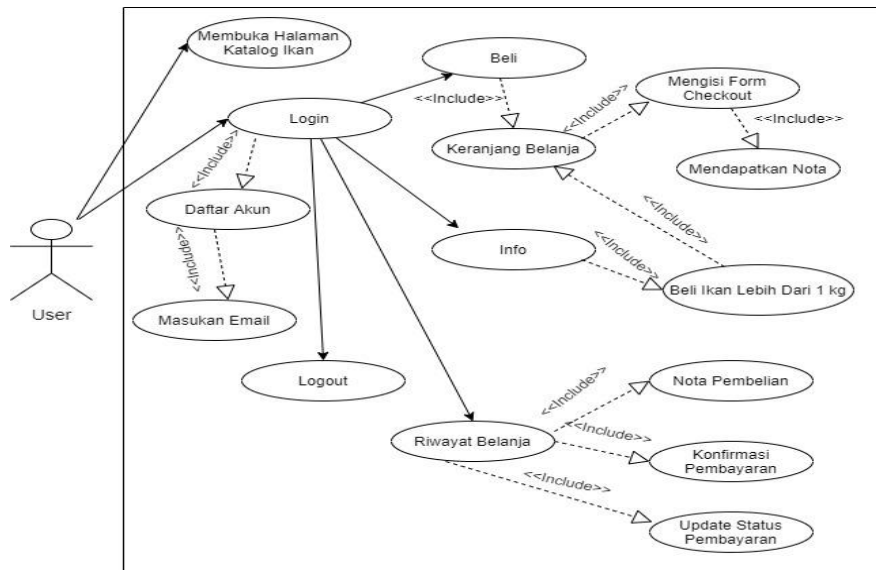 Membuka Halaman
Katalog Ikan
Beli
Mengisi Form
Checkout
<<Include>>
<<Include>>
<<Include>>
Login
Keranjang Belanja
Mendapatkan Nota
<<Include>>
Daftar Akun
<<Include>>
Info
<<Include>>
<<Include>>
Beli Ikan Lebih Dari 1 kg
User
Masukan Email
Logout
<<Include>>
Nota Pembelian
Riwayat Belanja
<<Include>>
Konfirmasi
Pembayaran
<<Include>>
Update Status
Pembayaran